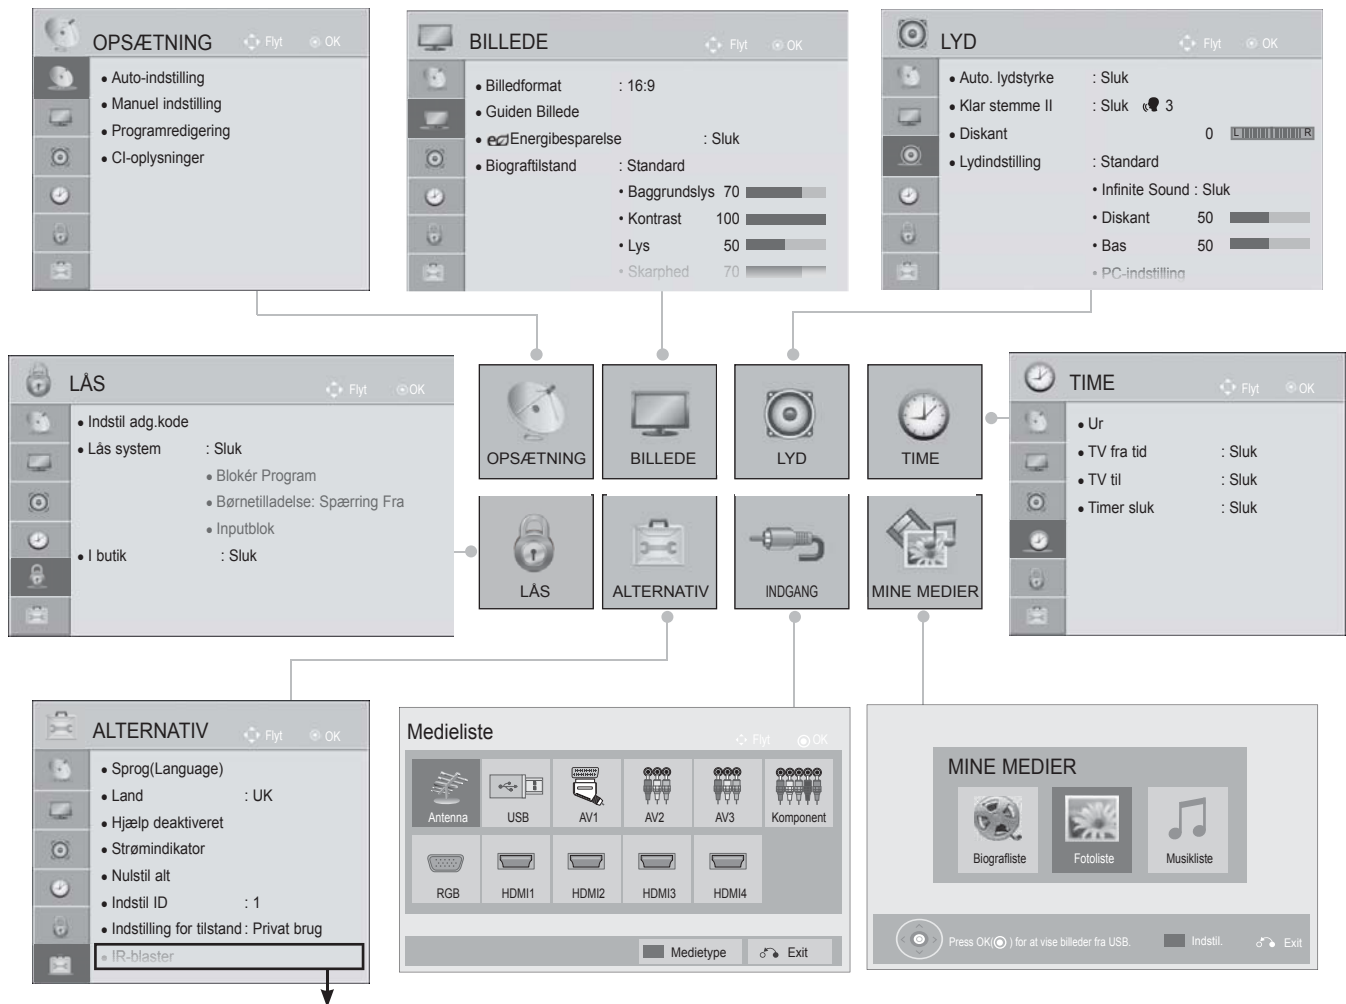 OPSÆTNING
Flyt OK
• Auto-indstilling
• Manuel indstilling
• Programredigering
• CI-oplysninger
BILLEDE
Flyt OK
• Billedformat : 16:9
• Guiden Billede
• Energibesparelse : Sluk
• Biograftilstand : Standard
• Baggrundslys 70
• Kontrast 100
• Lys 50
• Skarphed 70
LYD
Flyt OK
• Auto. lydstyrke : Sluk
• Klar stemme II : Sluk 3
• Diskant 0 L R
• Lydindstilling : Standard
• Infinite Sound : Sluk
• Diskant 50
• Bas 50
• PC-indstilling
LÅS
Flyt OK
• Indstil adg.kode
• Lås system : Sluk
• Blokér Program
• Børnetilladelse: Spærring Fra
• Inputblok
• I butik : Sluk
OPSÆTNING
BILLEDE
LYD
TIME
LÅS
ALTERNATIV
INDGANG
MINE MEDIER
TIME
Flyt OK
• Ur
• TV fra tid : Sluk
• TV til : Sluk
• Timer sluk : Sluk
ALTERNATIV
Flyt OK
• Sprog(Language)
• Land : UK
• Hjælp deaktiveret
• Strømindikator
• Nulstil alt
• Indstil ID : 1
• Indstilling for tilstand : Privat brug
• IR-blaster
Medieliste
Flyt OK
Antenna USB AV1 AV2 AV3 Komponent
RGB HDMI1 HDMI2 HDMI3 HDMI4
Medietype Exit
MINE MEDIER
Biografliste Fotoliste Musikliste
Press OK( ) for at vise billeder fra USB. Indstil. Exit